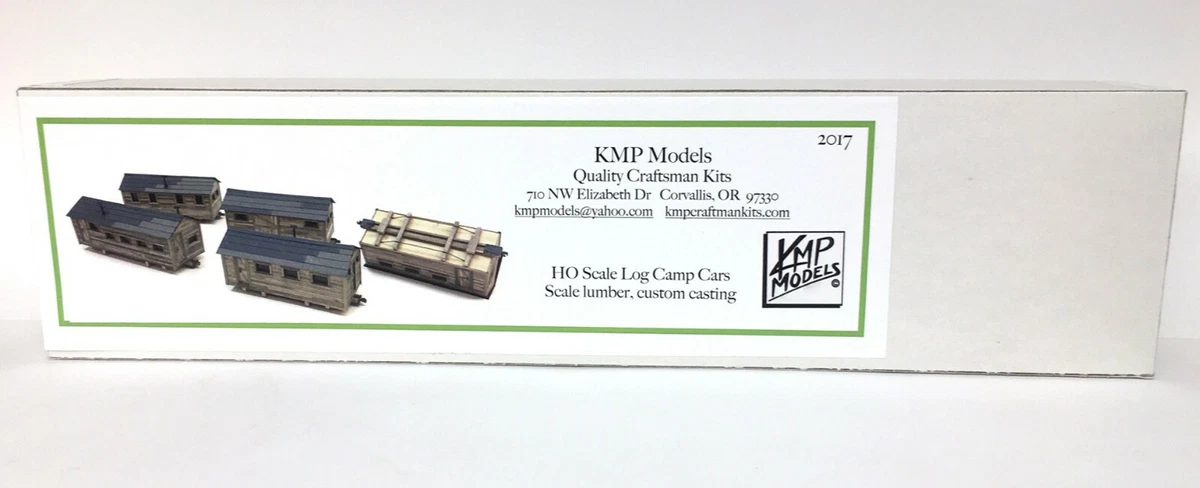 2017
KMP Models
Quality Craftsman Kits
710 NW Elizabeth Dr Corvallis, OR 97330
kmpmodels@yahoo.com kmpcraftmankits.com
HO Scale Log Camp Cars
Scale lumber, custom casting
KMP
MODELS
©